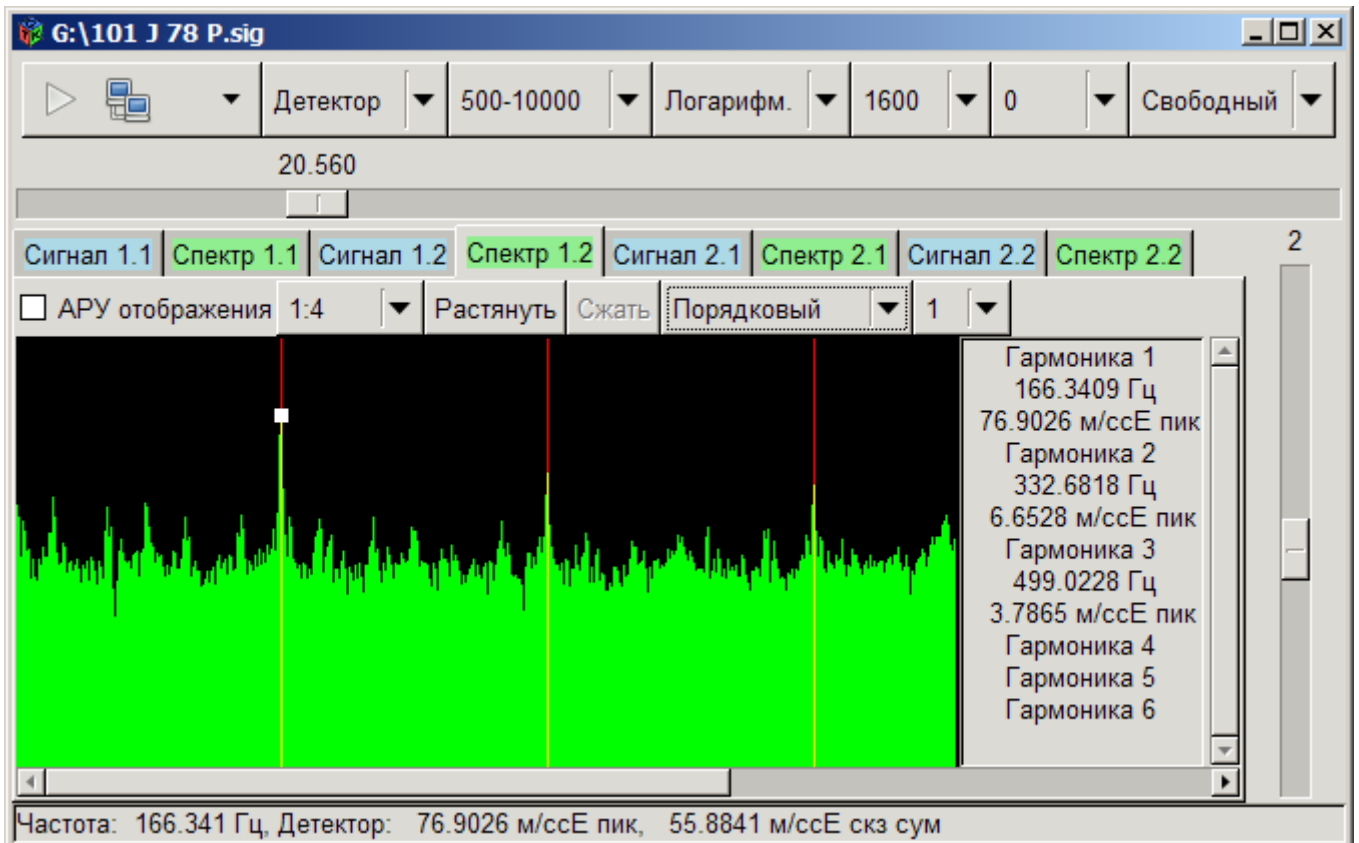 G:\101 J 78 P.sig
Детектор 500-10000 Логарифм. 1600 0 Свободный
20.560
Сигнал 1.1 Спектр 1.1 Сигнал 1.2 Спектр 1.2 Сигнал 2.1 Спектр 2.1 Сигнал 2.2 Спектр 2.2
2
АРУ отображения 1:4 Растянуть Сжать Порядковый 1
Гармоника 1
166.3409 Гц
76.9026 м/ссЕ пик
Гармоника 2
332.6818 Гц
6.6528 м/ссЕ пик
Гармоника 3
499.0228 Гц
3.7865 м/ссЕ пик
Гармоника 4
Гармоника 5
Гармоника 6
Частота: 166.341 Гц, Детектор: 76.9026 м/ссЕ пик, 55.8841 м/ссЕ скз сум